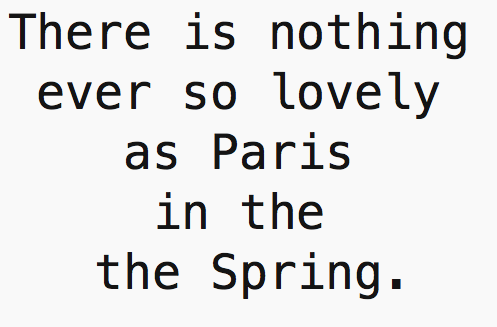 There is nothing
ever so lovely
as Paris
in the
the Spring.